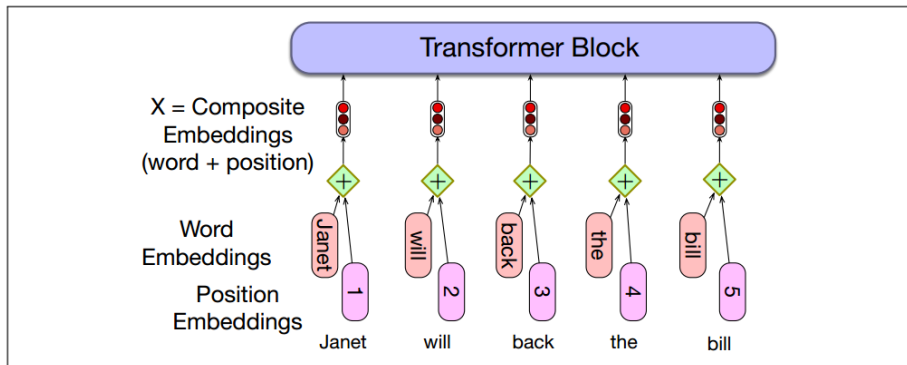 Transformer Block
X = Composite
Embeddings
(word + position)
+ + + + +
Word
Embeddings
Janet will back the bill
Position
Embeddings
1 2 3 4 5
Janet will back the bill